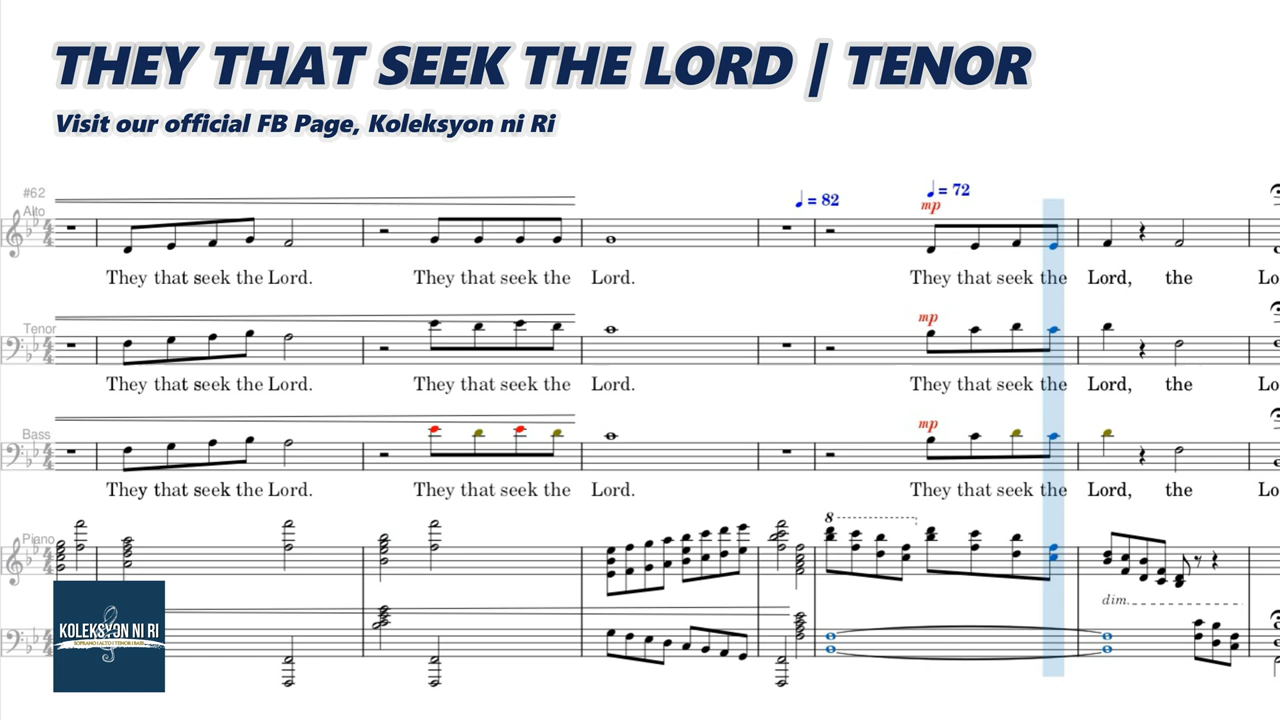 THEY THAT SEEK THE LORD | TENOR
Visit our official FB Page, Koleksyon ni Ri
#62
♩ = 82
♩ = 72
Alto
mp
They that seek the Lord. They that seek the Lord. They that seek the Lord, the Lo
Tenor
mp
They that seek the Lord. They that seek the Lord. They that seek the Lord, the Lo
Bass
mp
They that seek the Lord. They that seek the Lord. They that seek the Lord, the Lo
8
Piano
dim.
KOLEKSYON NI RI
SOPRANO I ALTO I TENOR I BASS